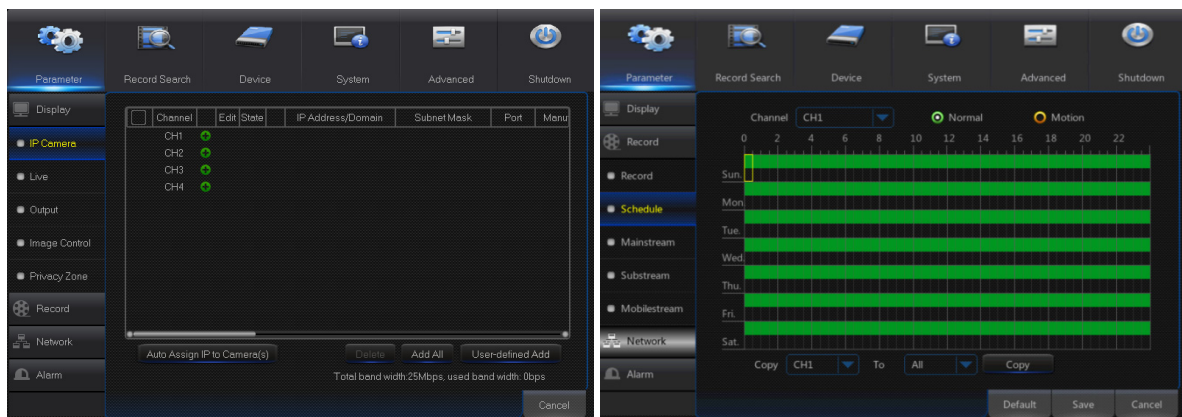 Parameter Record Search Device System Advanced Shutdown
Display
IP Camera
Live
Output
Image Control
Privacy Zone
Record
Network
Alarm
Channel Edit State IP Address/Domain Subnet Mask Port Manu
CH1
CH2
CH3
CH4
Auto Assign IP to Camera(s) Delete Add All User-defined Add
Total band width:25Mbps, used band width: 0bps
Cancel
Parameter Record Search Device System Advanced Shutdown
Display
Record
Record
Schedule
Mainstream
Substream
Mobilestream
Network
Alarm
Channel CH1 Normal Motion
0 2 4 6 8 10 12 14 16 18 20 22
Sun.
Mon.
Tue.
Wed.
Thu.
Fri.
Sat.
Copy CH1 To All Copy
Default Save Cancel